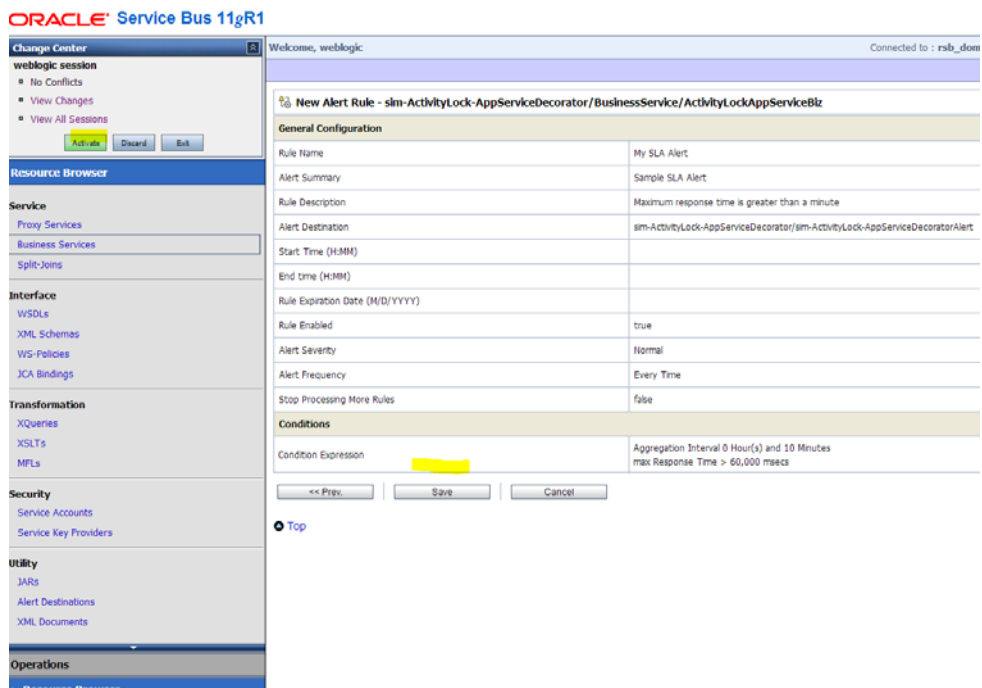 ORACLE Service Bus 11gR1
Change Center
weblogic session
No Conflicts
View Changes
View All Sessions
Activate Discard Exit
Resource Browser
Service
Proxy Services
Business Services
Split-Joins
Interface
WSDLs
XML Schemas
WS-Policies
JCA Bindings
Transformation
XQueries
XSLTs
MFLs
Security
Service Accounts
Service Key Providers
Utility
JARs
Alert Destinations
XML Documents
Operations
Resource Browser
Welcome, weblogic Connected to : rsb_dom
New Alert Rule - sim-ActivityLock-AppServiceDecorator/BusinessService/ActivityLockAppServiceBiz
General Configuration
Rule Name My SLA Alert
Alert Summary Sample SLA Alert
Rule Description Maximum response time is greater than a minute
Alert Destination sim-ActivityLock-AppServiceDecorator/sim-ActivityLock-AppServiceDecoratorAlert
Start Time (H:MM)
End time (H:MM)
Rule Expiration Date (M/D/YYYY)
Rule Enabled true
Alert Severity Normal
Alert Frequency Every Time
Stop Processing More Rules false
Conditions
Condition Expression Aggregation Interval 0 Hour(s) and 10 Minutes
max Response Time > 60,000 msecs
<< Prev. Save Cancel
Top